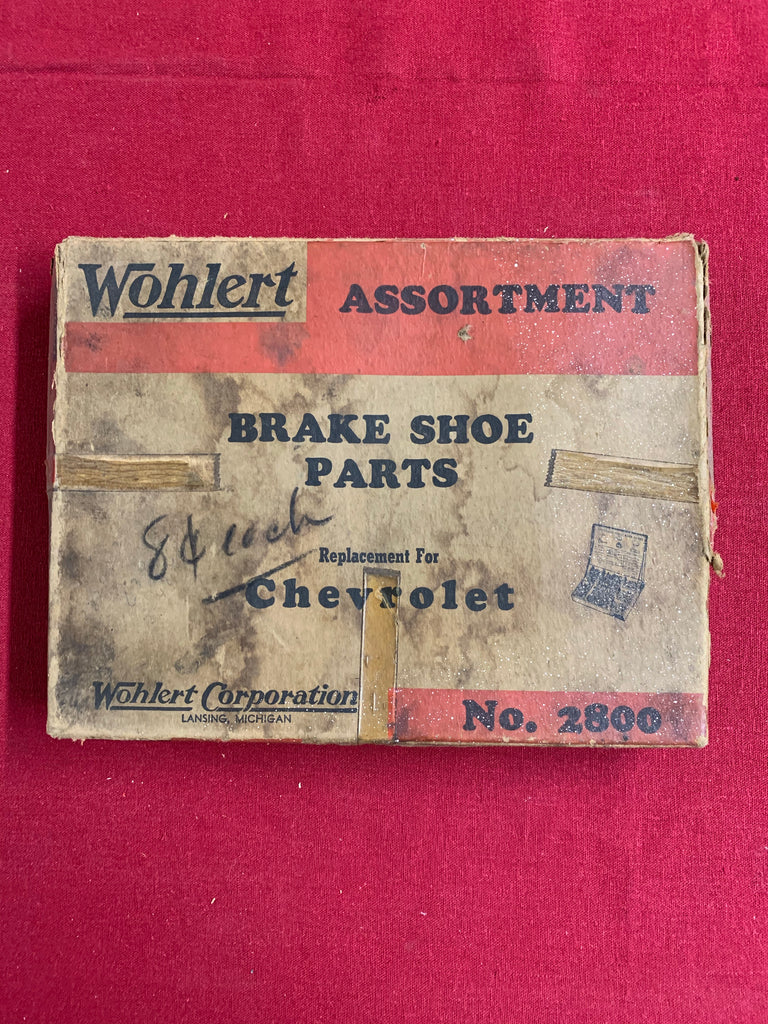 Wohlert
ASSORTMENT
BRAKE SHOE
PARTS
8¢ each
Replacement For
Chevrolet
Wohlert Corporation
LANSING, MICHIGAN
No. 2800